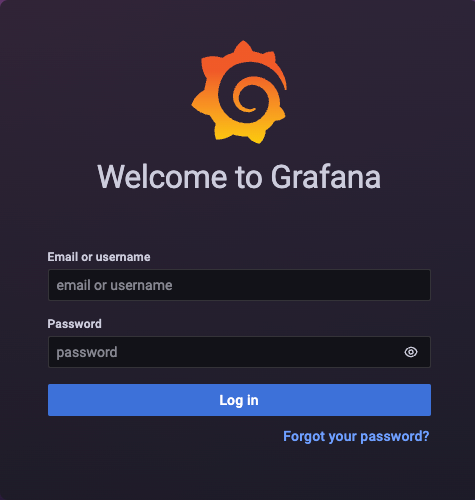 Welcome to Grafana
Email or username
email or username
Password
password
Log in
Forgot your password?